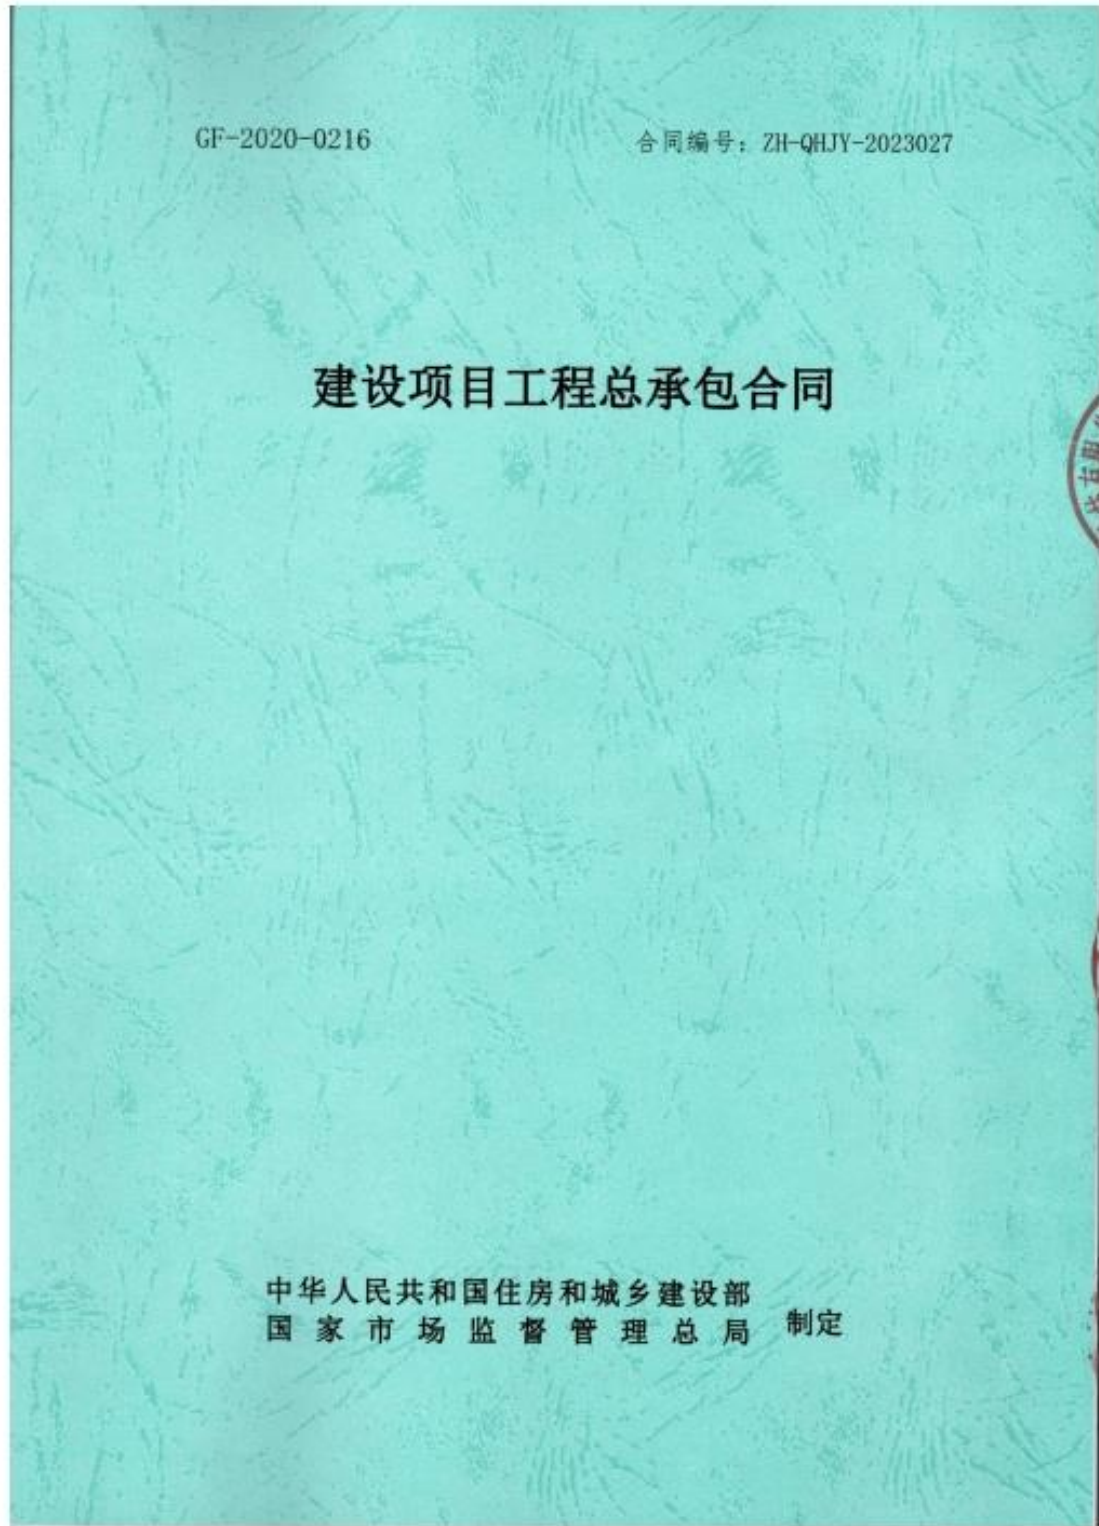 GF-2020-0216
合同编号：ZH-QHJY-2023027
建设项目工程总承包合同
中华人民共和国住房和城乡建设部
国家市场监督管理总局
制定